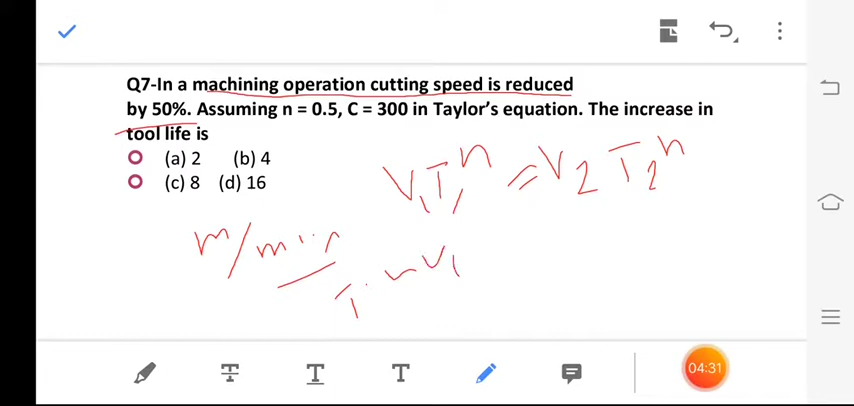 Q7-In a machining operation cutting speed is reduced
by 50%. Assuming n = 0.5, C = 300 in Taylor's equation. The increase in
tool life is
(a) 2 (b) 4
(c) 8 (d) 16
V₁T₁ⁿ = V₂T₂ⁿ
m/min
T T T
04:31